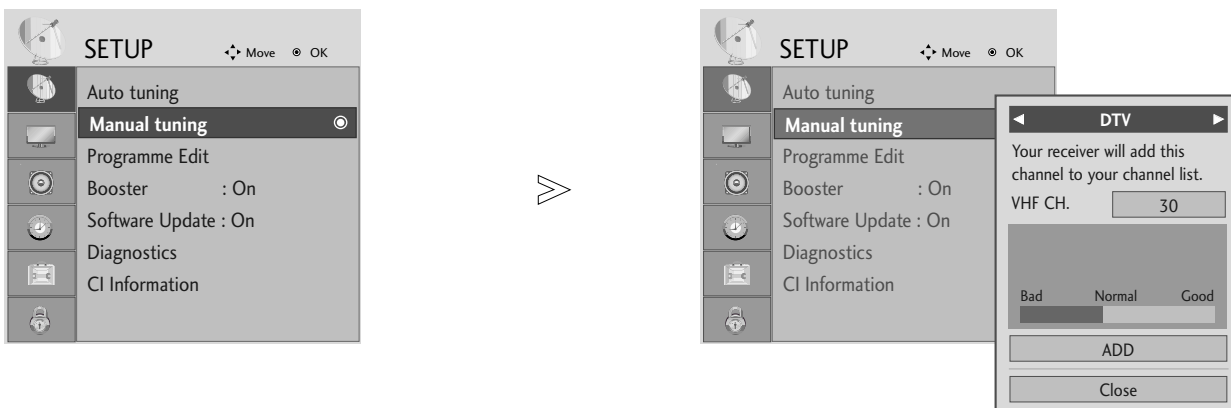 SETUP
Move OK
Auto tuning
Manual tuning
Programme Edit
Booster : On
Software Update : On
Diagnostics
CI Information
SETUP
Move OK
Auto tuning
Manual tuning
Programme Edit
Booster : On
Software Update : On
Diagnostics
CI Information
DTV
Your receiver will add this
channel to your channel list.
VHF CH. 30
Bad Normal Good
ADD
Close